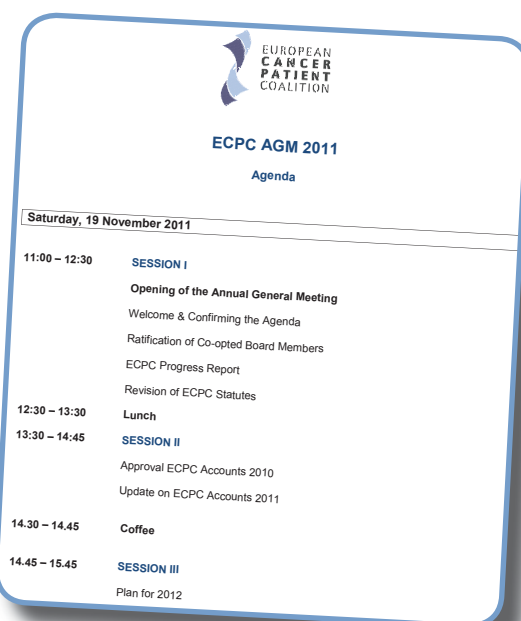 EUROPEAN
CANCER
PATIENT
COALITION
ECPC AGM 2011
Agenda
Saturday, 19 November 2011
11:00 – 12:30 SESSION I
Opening of the Annual General Meeting
Welcome & Confirming the Agenda
Ratification of Co-opted Board Members
ECPC Progress Report
Revision of ECPC Statutes
12:30 – 13:30 Lunch
13:30 – 14:45 SESSION II
Approval ECPC Accounts 2010
Update on ECPC Accounts 2011
14.30 – 14.45 Coffee
14.45 – 15.45 SESSION III
Plan for 2012